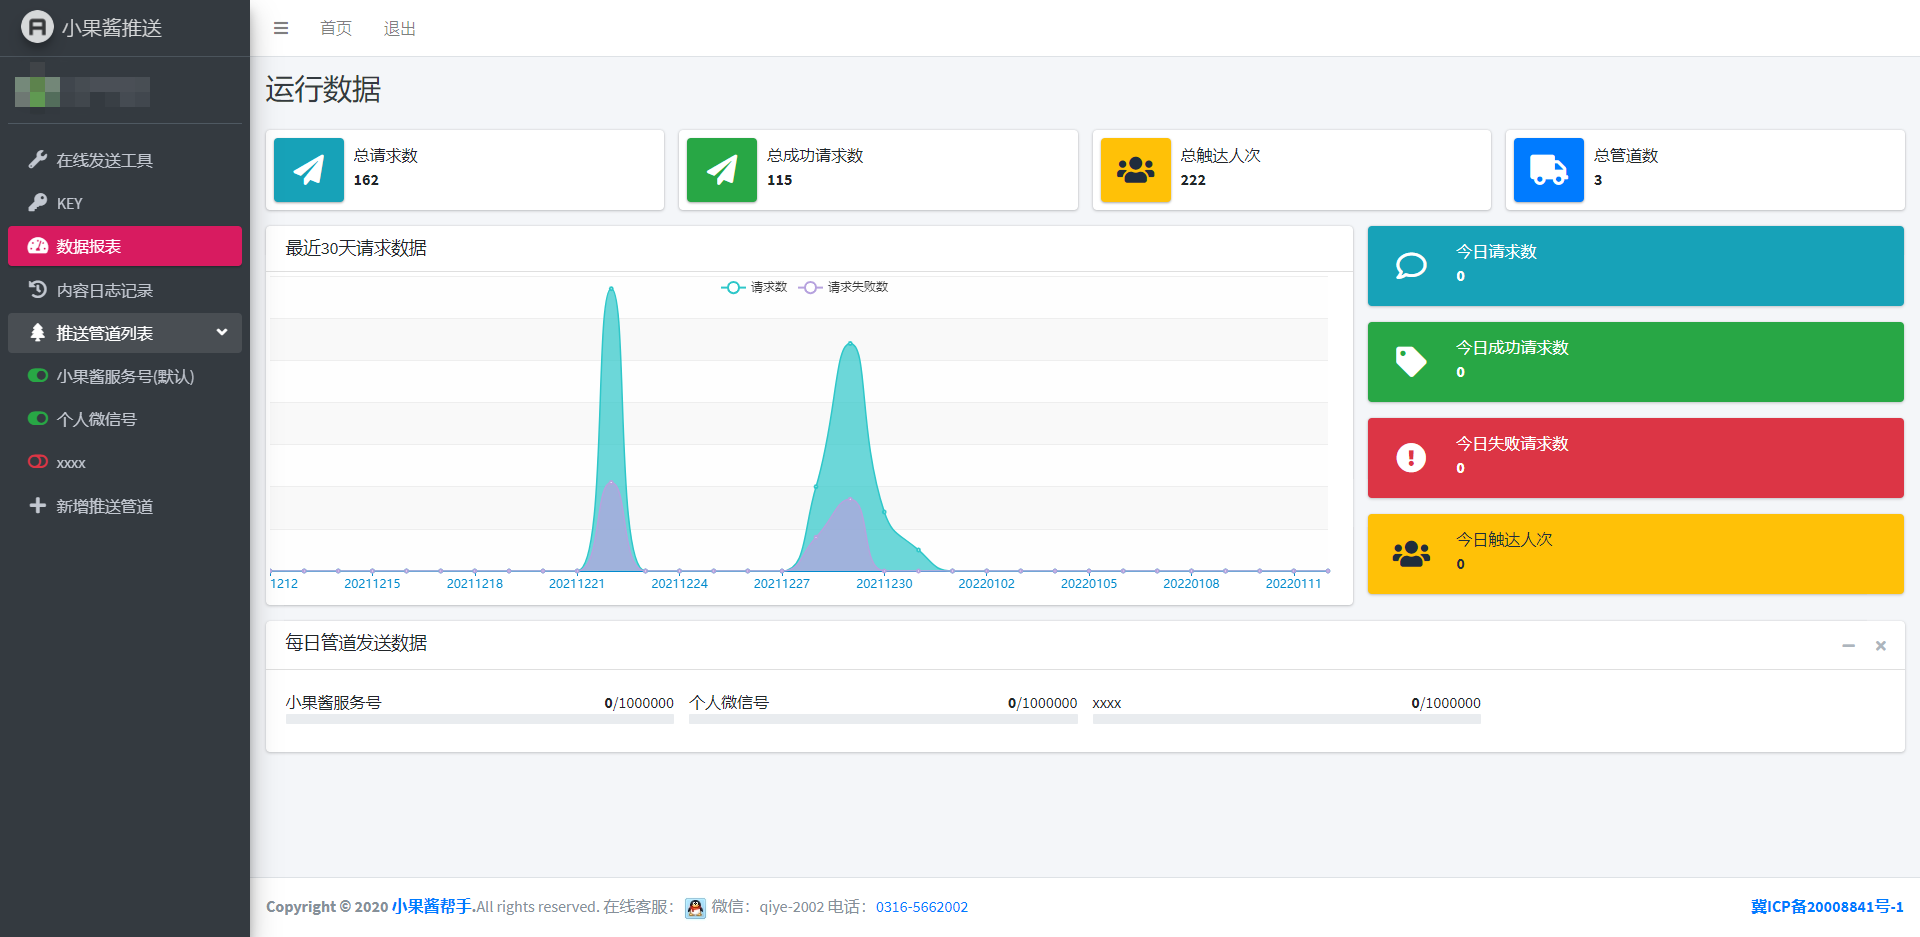 小果酱推送
首页 退出
在线发送工具
KEY
数据报表
内容日志记录
推送管道列表
小果酱服务号(默认)
个人微信号
xxxx
新增推送管道
运行数据
总请求数
162
总成功请求数
115
总触达人次
222
总管道数
3
最近30天请求数据
请求数 请求失败数
1212 20211215 20211218 20211221 20211224 20211227 20211230 20220102 20220105 20220108 20220111
今日请求数
0
今日成功请求数
0
今日失败请求数
0
今日触达人次
0
每日管道发送数据
小果酱服务号 0/1000000 个人微信号 0/1000000 xxxx 0/1000000
Copyright © 2020 小果酱帮手.All rights reserved. 在线客服： 微信：qiye-2002 电话：0316-5662002 冀ICP备20008841号-1